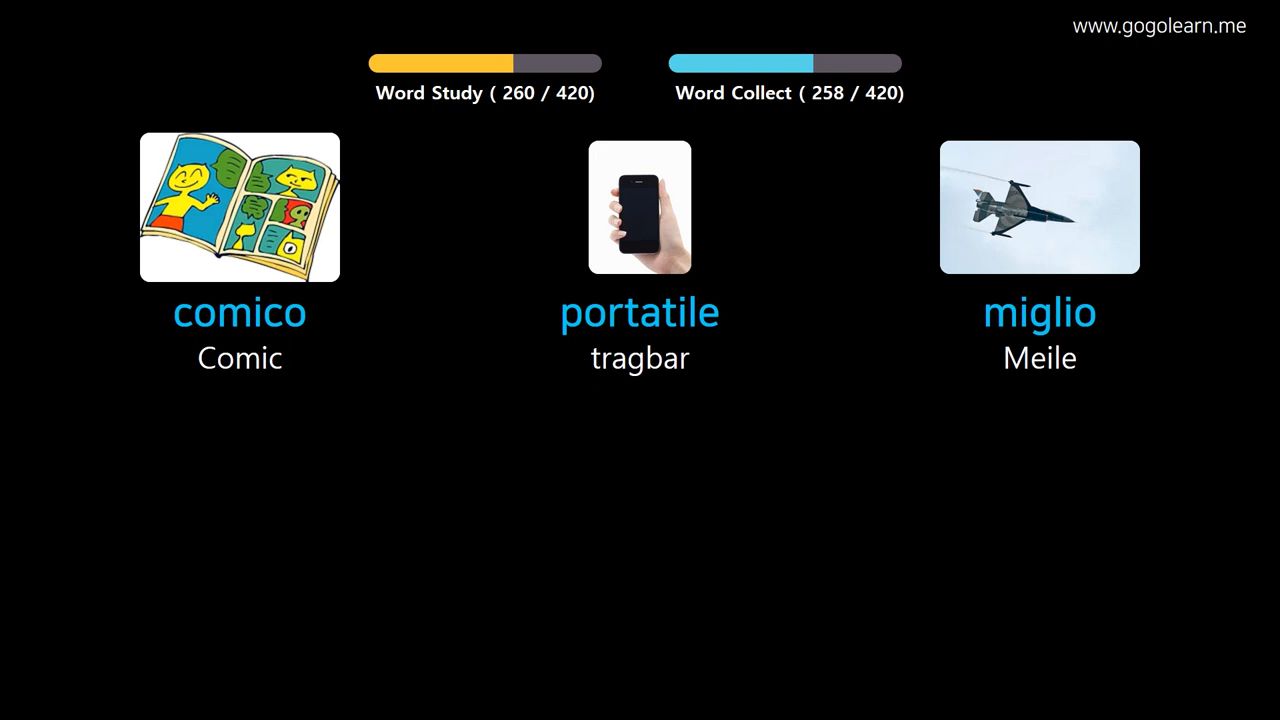 www.gogolearn.me
Word Study ( 260 / 420)
Word Collect ( 258 / 420)
comico
Comic
portatile
tragbar
miglio
Meile